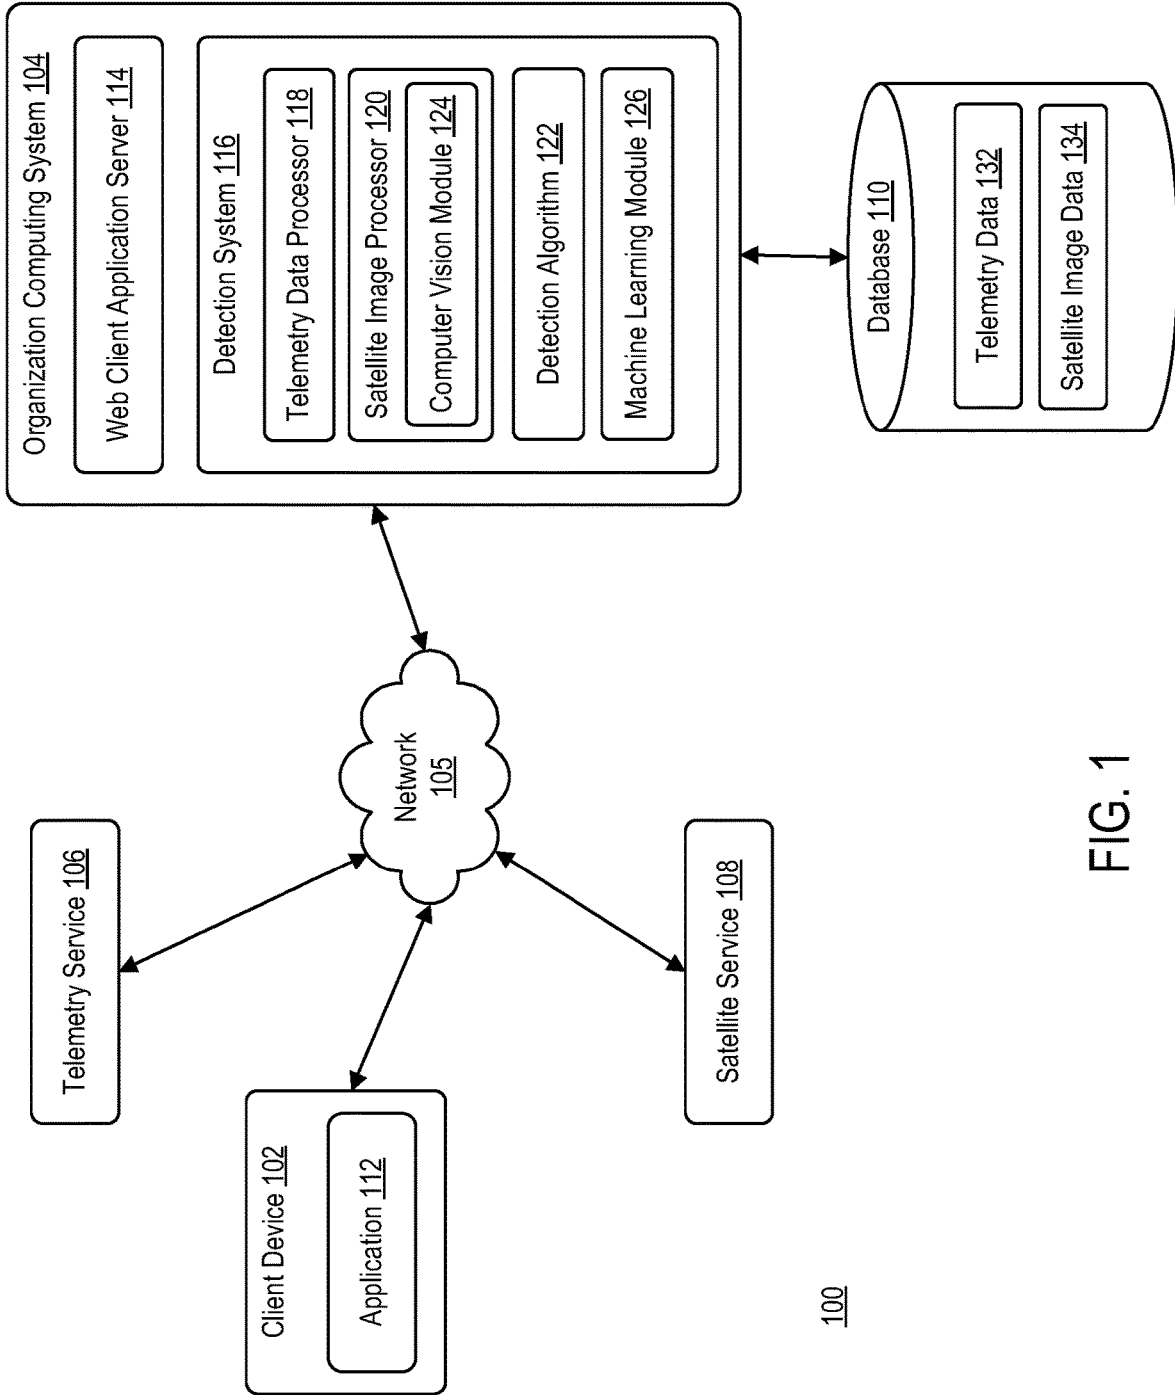 Telemetry Service 106
Client Device 102
Application 112
Satellite Service 108
Network
105
Organization Computing System 104
Web Client Application Server 114
Detection System 116
Telemetry Data Processor 118
Satellite Image Processor 120
Computer Vision Module 124
Detection Algorithm 122
Machine Learning Module 126
Database 110
Telemetry Data 132
Satellite Image Data 134
100
FIG. 1